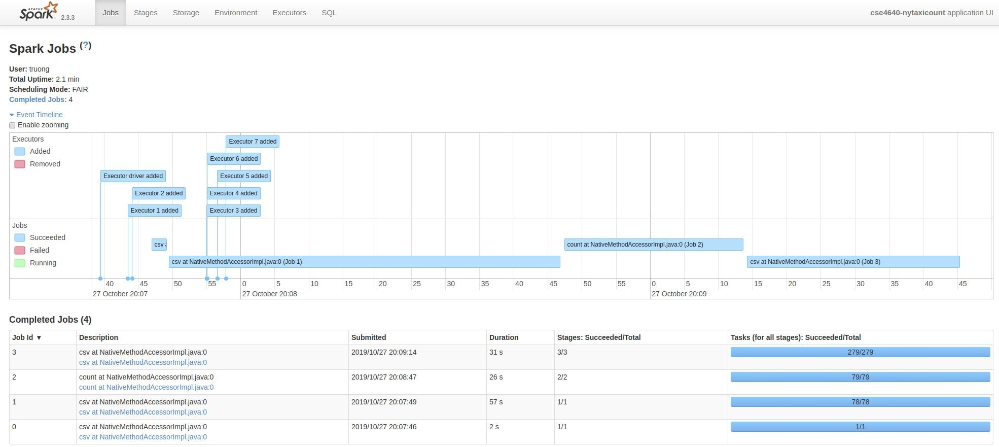 APACHE Spark 2.3.3 Jobs Stages Storage Environment Executors SQL cse4640-nytaxicount application UI
Spark Jobs (?)
User: truong
Total Uptime: 2.1 min
Scheduling Mode: FAIR
Completed Jobs: 4
Event Timeline
Enable zooming
Executors
Added
Removed
Executor 7 added
Executor 6 added
Executor driver added
Executor 5 added
Executor 2 added
Executor 4 added
Executor 1 added
Executor 3 added
Jobs
Succeeded
Failed
Running
csv
count at NativeMethodAccessorImpl.java:0 (Job 2)
csv at NativeMethodAccessorImpl.java:0 (Job 1)
csv at NativeMethodAccessorImpl.java:0 (Job 3)
40 45 50 55 0 5 10 15 20 25 30 35 40 45 50 55 0 5 10 15 20 25 30 35 40 45
27 October 20:07 27 October 20:08 27 October 20:09
Completed Jobs (4)
Job Id ▼ Description Submitted Duration Stages: Succeeded/Total Tasks (for all stages): Succeeded/Total
3 csv at NativeMethodAccessorImpl.java:0 2019/10/27 20:09:14 31 s 3/3 279/279
csv at NativeMethodAccessorImpl.java:0
2 count at NativeMethodAccessorImpl.java:0 2019/10/27 20:08:47 26 s 2/2 79/79
count at NativeMethodAccessorImpl.java:0
1 csv at NativeMethodAccessorImpl.java:0 2019/10/27 20:07:49 57 s 1/1 78/78
csv at NativeMethodAccessorImpl.java:0
0 csv at NativeMethodAccessorImpl.java:0 2019/10/27 20:07:46 2 s 1/1 1/1
csv at NativeMethodAccessorImpl.java:0